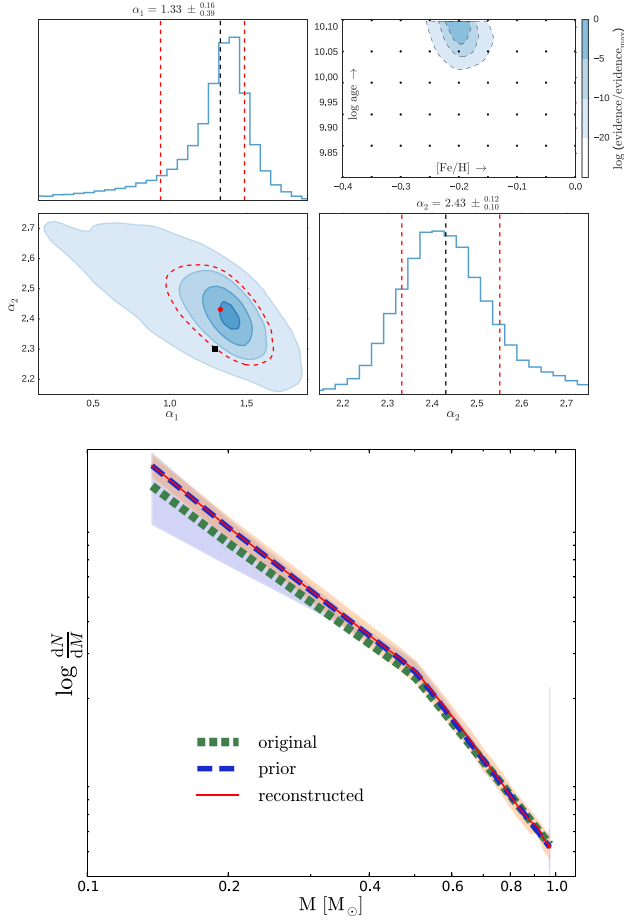 α₁ = 1.33 ± 0.16 0.39
10.10
10.05
10.00
9.95
9.90
9.85
log age →
[Fe/H] →
−0.4 −0.3 −0.2 −0.1 0.0
0
−5
−10
−20
log (evidence/evidence_max)
α₂ = 2.43 ± 0.12 0.10
2.7
2.6
2.5
2.4
2.3
2.2
α₂
0.5 1.0 1.5
α₁
2.2 2.3 2.4 2.5 2.6 2.7
α₂
log dN/dM
original
prior
reconstructed
0.1 0.2 0.4 0.6 0.8 1.0
M [M☉]